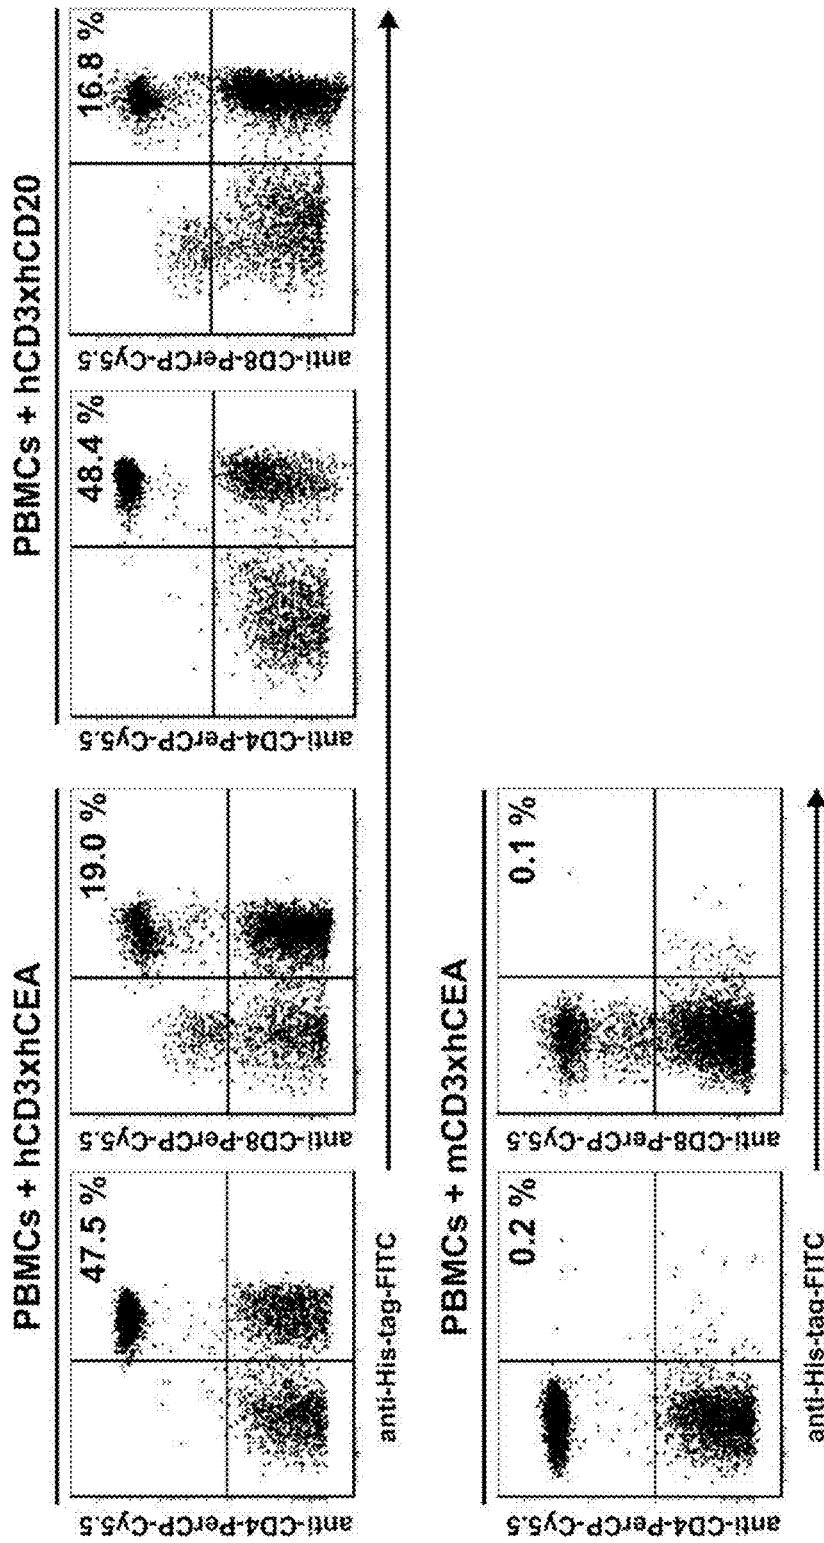 PBMCs + hCD3xhCEA
47.5 %
anti-CD4-PerCP-Cy5.5
19.0 %
anti-CD8-PerCP-Cy5.5
PBMCs + hCD3xhCD20
48.4 %
anti-CD4-PerCP-Cy5.5
16.8 %
anti-CD8-PerCP-Cy5.5
anti-His-tag-FITC
PBMCs + mCD3xhCEA
0.2 %
anti-CD4-PerCP-Cy5.5
0.1 %
anti-CD8-PerCP-Cy5.5
anti-His-tag-FITC